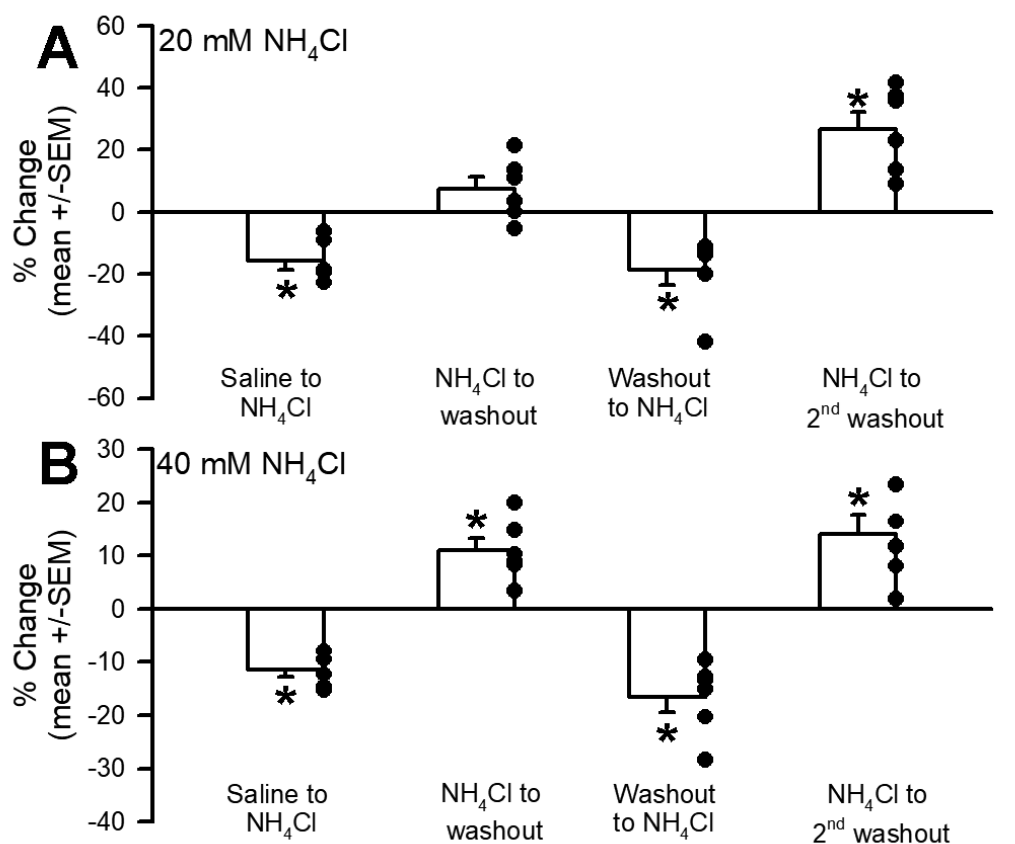 A
20 mM NH₄Cl
% Change
(mean +/-SEM)
60
40
20
0
-20
-40
-60
*
*
*
Saline to
NH₄Cl
NH₄Cl to
washout
Washout
to NH₄Cl
NH₄Cl to
2ⁿᵈ washout
B
40 mM NH₄Cl
% Change
(mean +/-SEM)
30
20
10
0
-10
-20
-30
-40
*
*
*
*
Saline to
NH₄Cl
NH₄Cl to
washout
Washout
to NH₄Cl
NH₄Cl to
2ⁿᵈ washout